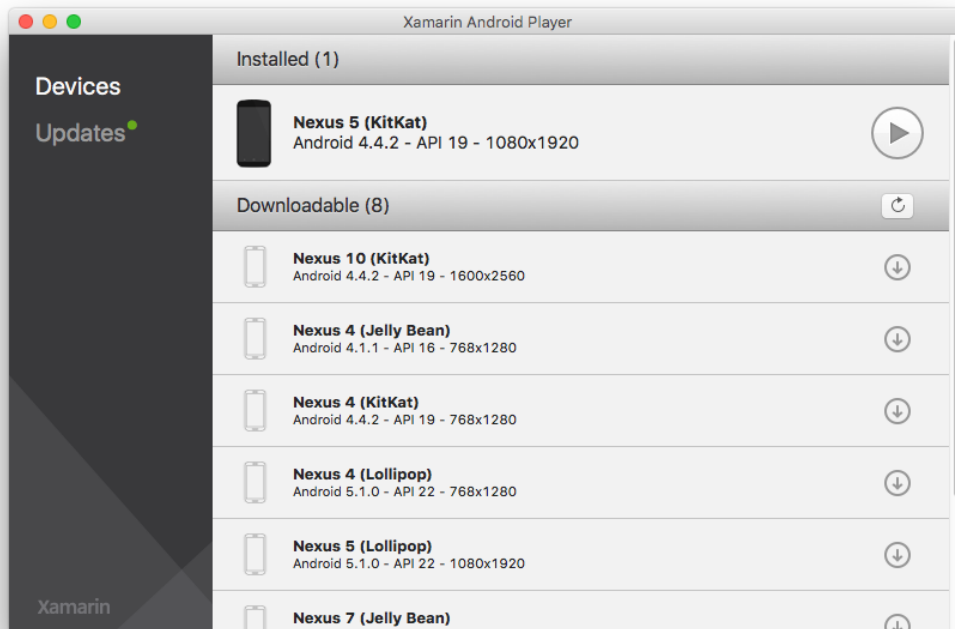 Xamarin Android Player
Devices
Updates
Installed (1)
Nexus 5 (KitKat)
Android 4.4.2 - API 19 - 1080x1920
Downloadable (8)
Nexus 10 (KitKat)
Android 4.4.2 - API 19 - 1600x2560
Nexus 4 (Jelly Bean)
Android 4.1.1 - API 16 - 768x1280
Nexus 4 (KitKat)
Android 4.4.2 - API 19 - 768x1280
Nexus 4 (Lollipop)
Android 5.1.0 - API 22 - 768x1280
Nexus 5 (Lollipop)
Android 5.1.0 - API 22 - 1080x1920
Nexus 7 (Jelly Bean)
Xamarin